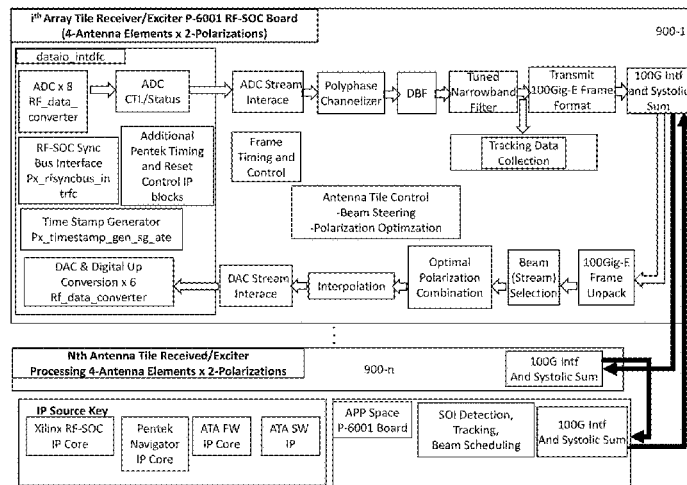 ith Array Tile Receiver/Exciter P-6001 RF-SOC Board
(4-Antenna Elements x 2-Polarizations)
900-1
dataio_intdfc
ADC x 8
RF_data_
converter
ADC
CTL/Status
ADC Stream
Interace
Polyphase
Channelizer
DBF
Tuned
Narrowband
Filter
Transmit
100Gig-E Frame
Format
100G Intf
and Systolic
Sum
RF-SOC Sync
Bus Interface
Px_rfsyncbus_in
trfc
Additional
Pentek Timing
and Reset
Control IP
blocks
Frame
Timing and
Control
Tracking Data
Collection
Time Stamp Generator
Px_timestamp_gen_sg_ate
Antenna Tile Control
-Beam Steering
-Polarization Optimzation
DAC & Digital Up
Conversion x 6
Rf_data_converter
DAC Stream
Interace
Interpolation
Optimal
Polarization
Combination
Beam
(Stream)
Selection
100Gig-E
Frame
Unpack
Nth Antenna Tile Received/Exciter
Processing 4-Antenna Elements x 2-Polarizations
900-n
100G Intf
And Systolic Sum
IP Source Key
Xilinx RF-SOC
IP Core
Pentek
Navigator
IP Core
ATA FW
IP Core
ATA SW
IP
APP Space
P-6001 Board
SOI Detection,
Tracking,
Beam Scheduling
100G Intf
And Systolic Sum